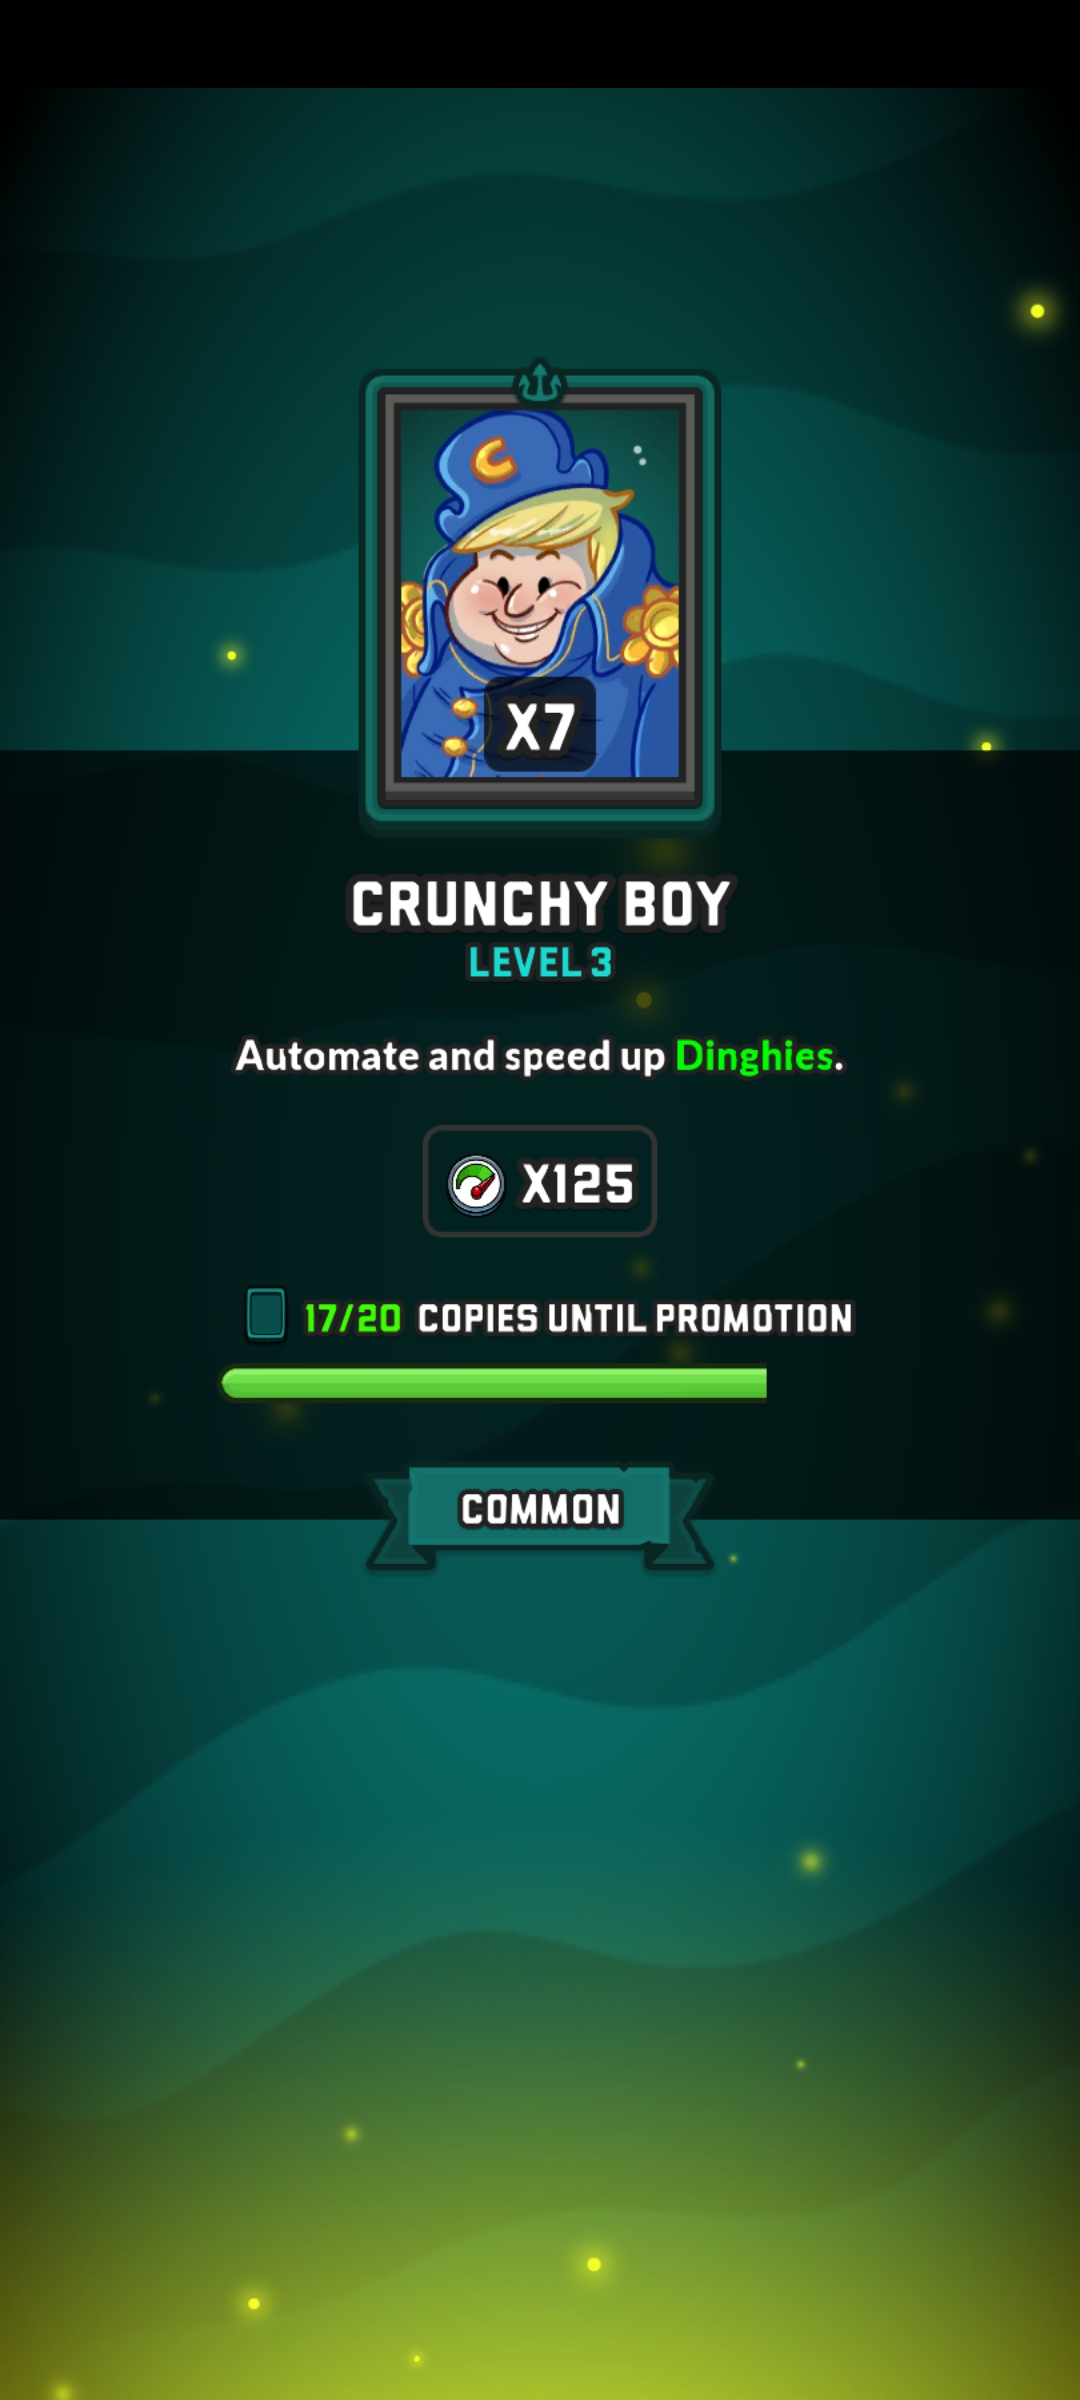 C
X7
CRUNCHY BOY
LEVEL 3
Automate and speed up Dinghies.
X125
17/20 COPIES UNTIL PROMOTION
COMMON